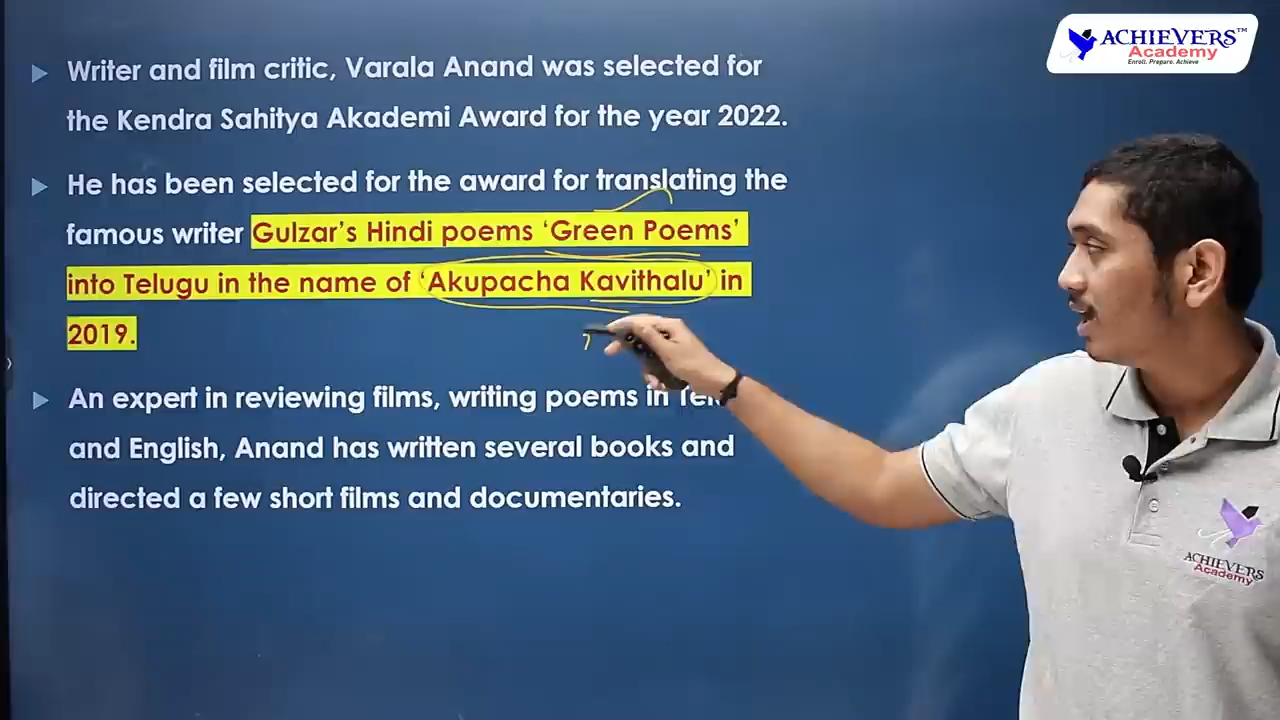 ACHIEVERS™
Academy
Enroll. Prepare. Achieve
Writer and film critic, Varala Anand was selected for
the Kendra Sahitya Akademi Award for the year 2022.
He has been selected for the award for translating the
famous writer Gulzar's Hindi poems ‘Green Poems’
into Telugu in the name of ‘Akupacha Kavithalu’ in
2019.
An expert in reviewing films, writing poems in
and English, Anand has written several books and
directed a few short films and documentaries.
ACHIEVERS
Academy